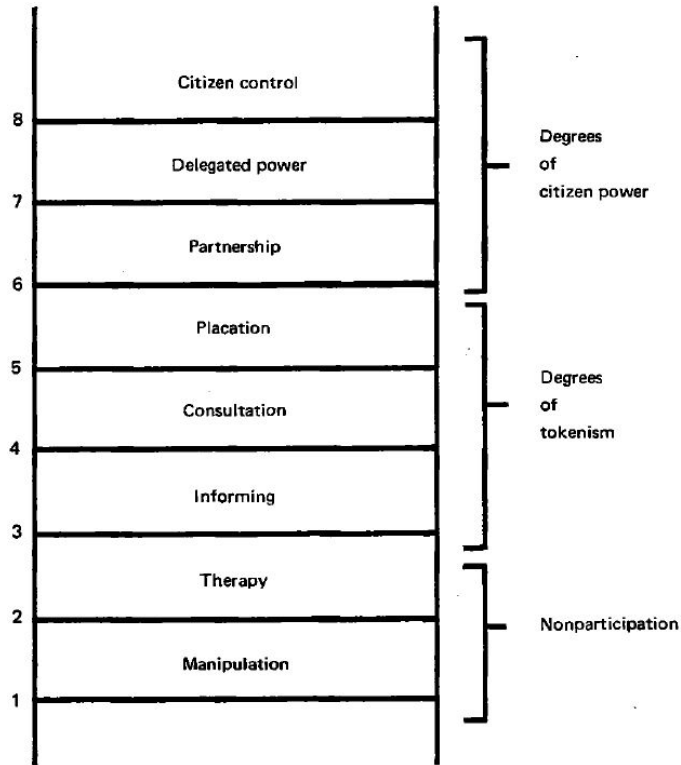 Citizen control
8
Delegated power
7
Partnership
6
Placation
5
Consultation
4
Informing
3
Therapy
2
Manipulation
1
Degrees
of
citizen power
Degrees
of
tokenism
Nonparticipation